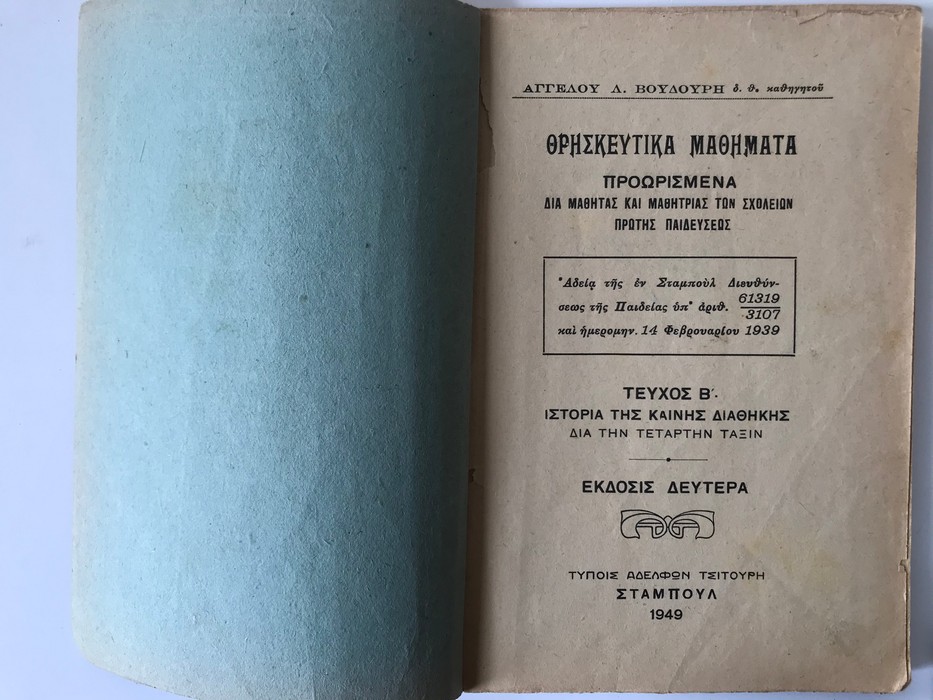 ΑΓΓΕΛΟΥ Λ. ΒΟΥΔΟΥΡΗ δ. θ. καθηγητοῦ
ΘΡΗΣΚΕΥΤΙΚΑ ΜΑΘΗΜΑΤΑ
ΠΡΟΩΡΙΣΜΕΝΑ
ΔΙΑ ΜΑΘΗΤΑΣ ΚΑΙ ΜΑΘΗΤΡΙΑΣ ΤΩΝ ΣΧΟΛΕΙΩΝ
ΠΡΩΤΗΣ ΠΑΙΔΕΥΣΕΩΣ
Ἀδείᾳ τῆς ἐν Σταμποὺλ Διευθύν-
σεως τῆς Παιδείας ὑπ' ἀριθ. 61319/3107
καὶ ἡμερομην. 14 Φεβρουαρίου 1939
ΤΕΥΧΟΣ Β΄.
ΙΣΤΟΡΙΑ ΤΗΣ ΚΑΙΝΗΣ ΔΙΑΘΗΚΗΣ
ΔΙΑ ΤΗΝ ΤΕΤΑΡΤΗΝ ΤΑΞΙΝ
ΕΚΔΟΣΙΣ ΔΕΥΤΕΡΑ
ΤΥΠΟΙΣ ΑΔΕΛΦΩΝ ΤΣΙΤΟΥΡΗ
ΣΤΑΜΠΟΥΛ
1949